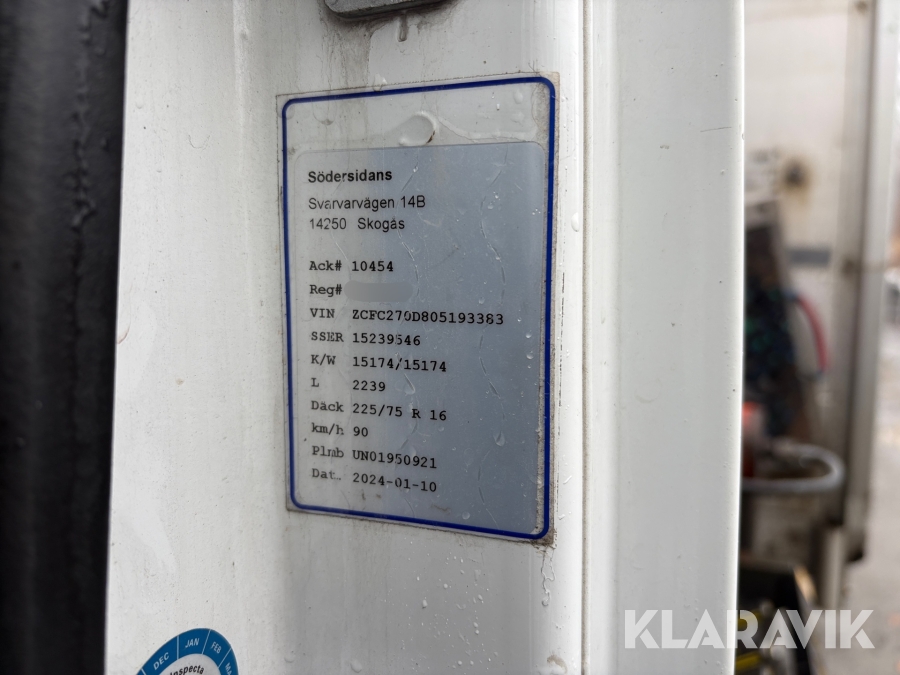 Södersidans
Svarvarvägen 14B
14250 Skogås
Ack# 10454
Reg#
VIN ZCFC270D805193383
SSER 15239546
K/W 15174/15174
L 2239
Däck 225/75 R 16
km/h 90
Plmb UN01950921
Dat. 2024-01-10
DEC JAN FEB
Inspecta
KLARAVIK